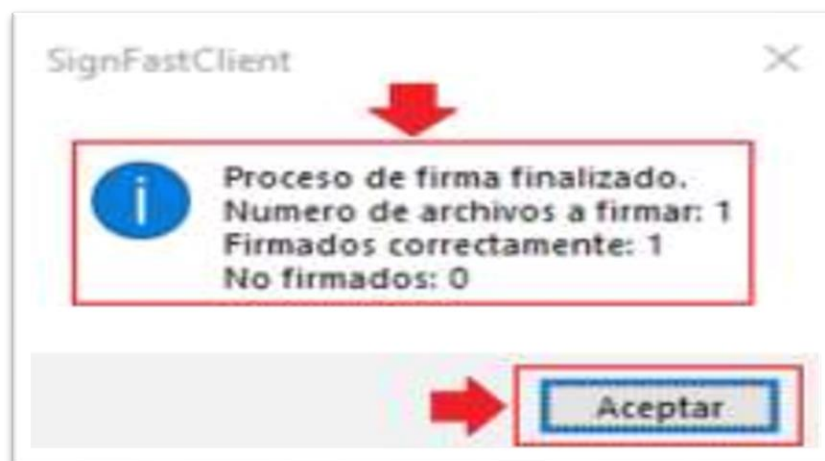 SignFastClient
Proceso de firma finalizado.
Numero de archivos a firmar: 1
Firmados correctamente: 1
No firmados: 0
Aceptar